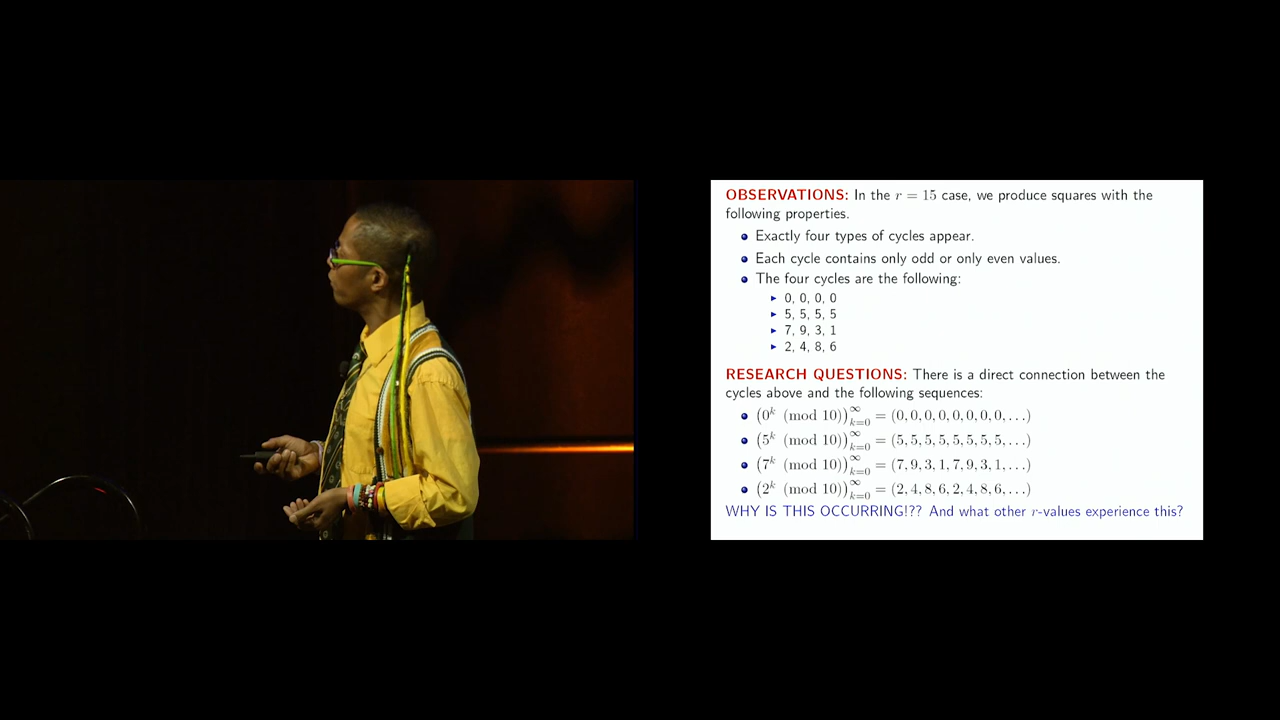 OBSERVATIONS: In the r = 15 case, we produce squares with the
following properties.
Exactly four types of cycles appear.
Each cycle contains only odd or only even values.
The four cycles are the following:
0, 0, 0, 0
5, 5, 5, 5
7, 9, 3, 1
2, 4, 8, 6
RESEARCH QUESTIONS: There is a direct connection between the
cycles above and the following sequences:
(0^k (mod 10))_{k=0}^∞ = (0, 0, 0, 0, 0, 0, 0, 0, . . .)
(5^k (mod 10))_{k=0}^∞ = (5, 5, 5, 5, 5, 5, 5, 5, . . .)
(7^k (mod 10))_{k=0}^∞ = (7, 9, 3, 1, 7, 9, 3, 1, . . .)
(2^k (mod 10))_{k=0}^∞ = (2, 4, 8, 6, 2, 4, 8, 6, . . .)
WHY IS THIS OCCURRING!?? And what other r-values experience this?